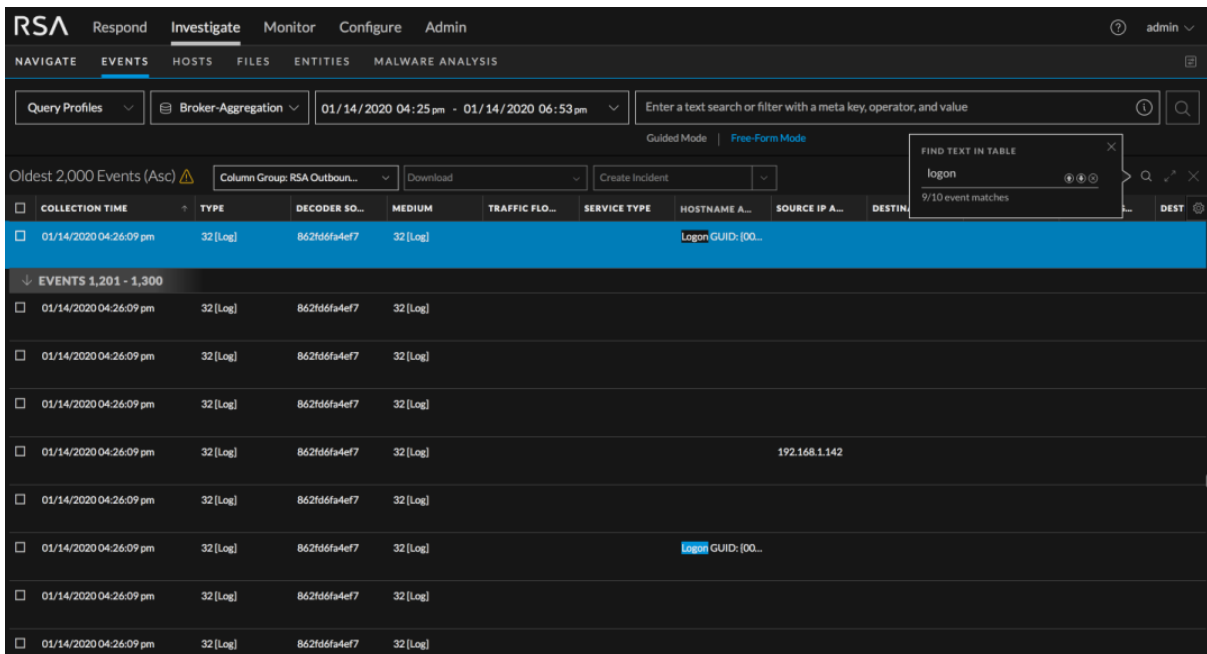 RSA Respond Investigate Monitor Configure Admin admin
NAVIGATE EVENTS HOSTS FILES ENTITIES MALWARE ANALYSIS
Query Profiles Broker-Aggregation 01/14/2020 04:25 pm - 01/14/2020 06:53 pm Enter a text search or filter with a meta key, operator, and value
Guided Mode | Free-Form Mode
FIND TEXT IN TABLE
logon
9/10 event matches
Oldest 2,000 Events (Asc) Column Group: RSA Outboun... Download Create Incident
COLLECTION TIME TYPE DECODER SO... MEDIUM TRAFFIC FLO... SERVICE TYPE HOSTNAME A... SOURCE IP A... DESTINA DEST
01/14/2020 04:26:09 pm 32 [Log] 862fd6fa4ef7 32 [Log] Logon GUID: {00...
EVENTS 1,201 - 1,300
01/14/2020 04:26:09 pm 32 [Log] 862fd6fa4ef7 32 [Log]
01/14/2020 04:26:09 pm 32 [Log] 862fd6fa4ef7 32 [Log]
01/14/2020 04:26:09 pm 32 [Log] 862fd6fa4ef7 32 [Log]
01/14/2020 04:26:09 pm 32 [Log] 862fd6fa4ef7 32 [Log] 192.168.1.142
01/14/2020 04:26:09 pm 32 [Log] 862fd6fa4ef7 32 [Log]
01/14/2020 04:26:09 pm 32 [Log] 862fd6fa4ef7 32 [Log] Logon GUID: {00...
01/14/2020 04:26:09 pm 32 [Log] 862fd6fa4ef7 32 [Log]
01/14/2020 04:26:09 pm 32 [Log] 862fd6fa4ef7 32 [Log]